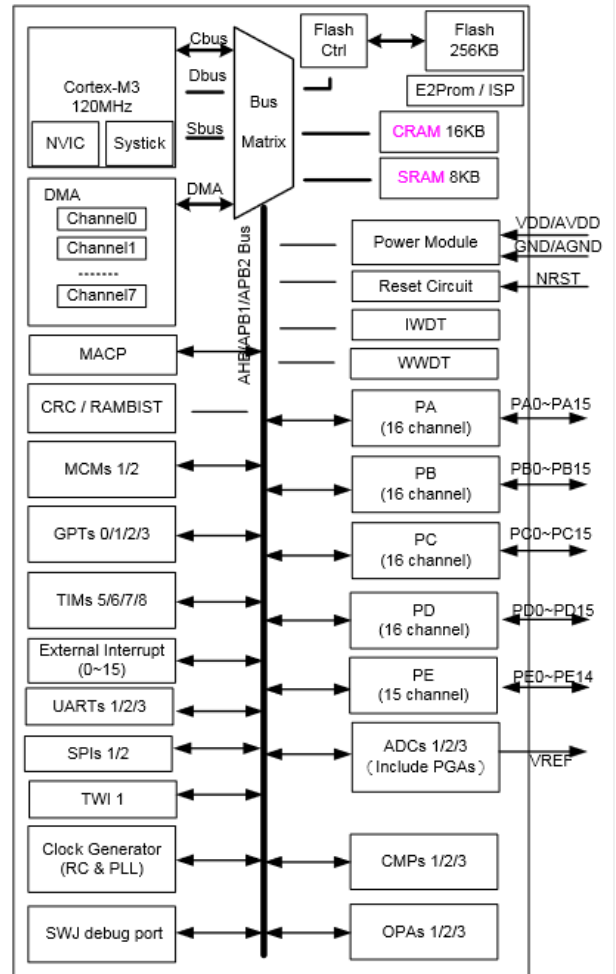 Cortex-M3
120MHz
NVIC
Systick
Cbus
Dbus
Sbus
DMA
Bus
Matrix
Flash
Ctrl
Flash
256KB
E2Prom / ISP
CRAM 16KB
SRAM 8KB
DMA
Channel0
Channel1
-------
Channel7
AHB/APB1/APB2 Bus
MACP
CRC / RAMBIST
MCMs 1/2
GPTs 0/1/2/3
TIMs 5/6/7/8
External Interrupt
(0~15)
UARTs 1/2/3
SPIs 1/2
TWI 1
Clock Generator
(RC & PLL)
SWJ debug port
Power Module
VDD/AVDD
GND/AGND
Reset Circuit
NRST
IWDT
WWDT
PA
(16 channel)
PA0~PA15
PB
(16 channel)
PB0~PB15
PC
(16 channel)
PC0~PC15
PD
(16 channel)
PD0~PD15
PE
(15 channel)
PE0~PE14
ADCs 1/2/3
(Include PGAs)
VREF
CMPs 1/2/3
OPAs 1/2/3